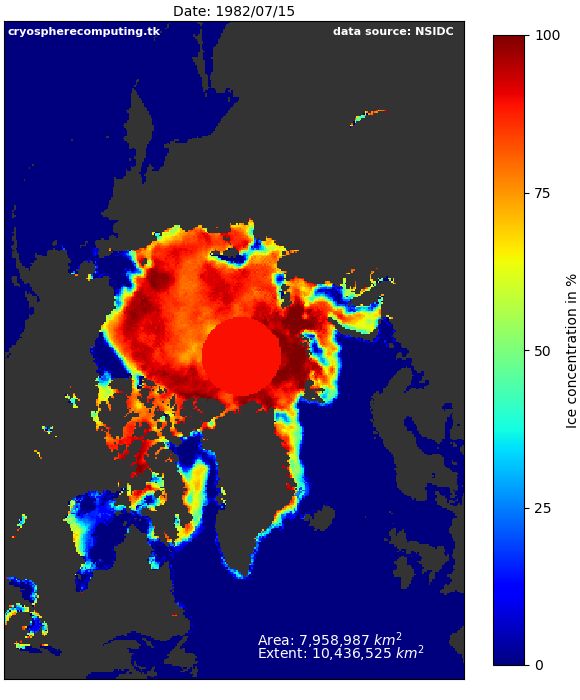 Date: 1982/07/15
cryospherecomputing.tk data source: NSIDC
100
75
50
25
0
Ice concentration in %
Area: 7,958,987 km²
Extent: 10,436,525 km²